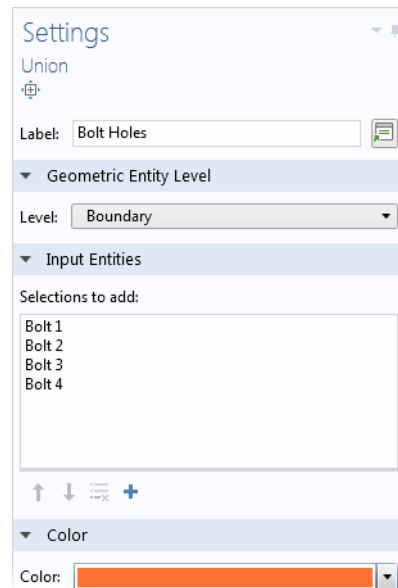 Settings
Union
Label: Bolt Holes
Geometric Entity Level
Level: Boundary
Input Entities
Selections to add:
Bolt 1
Bolt 2
Bolt 3
Bolt 4
Color
Color: